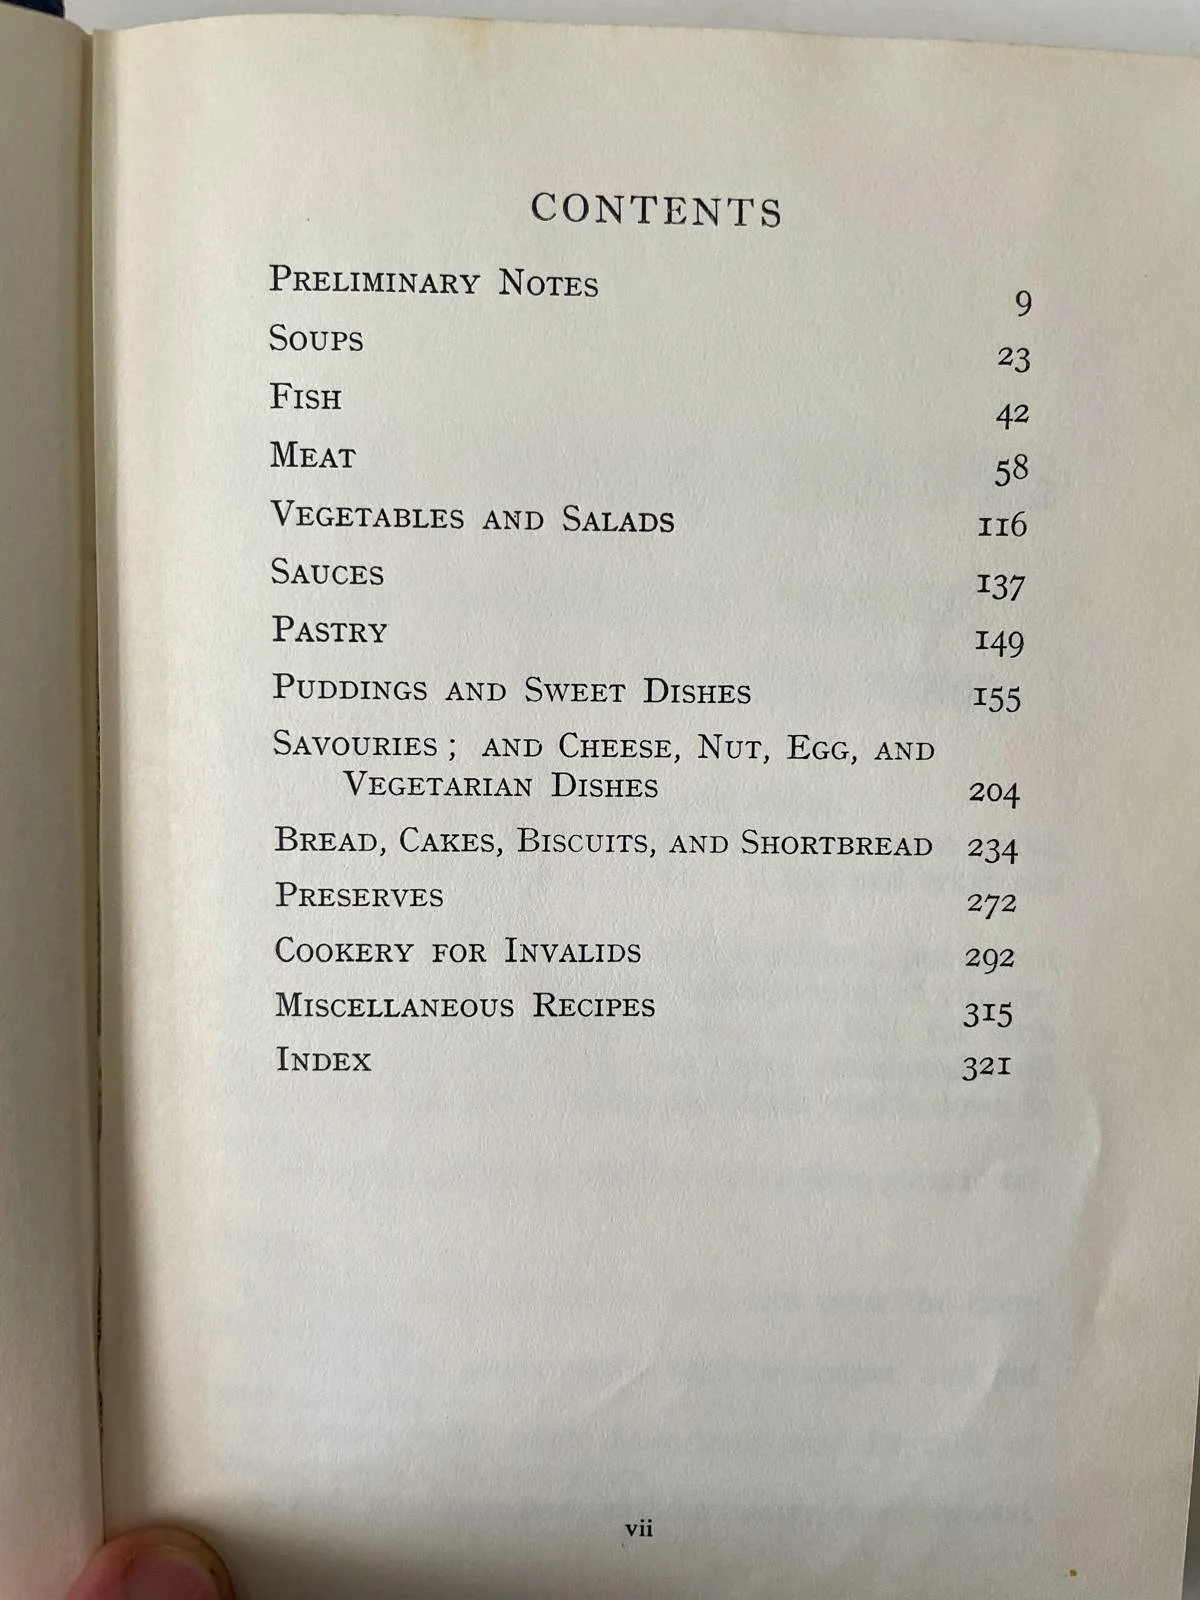 CONTENTS
PRELIMINARY NOTES 9
SOUPS 23
FISH 42
MEAT 58
VEGETABLES AND SALADS 116
SAUCES 137
PASTRY 149
PUDDINGS AND SWEET DISHES 155
SAVOURIES ; AND CHEESE, NUT, EGG, AND
VEGETARIAN DISHES 204
BREAD, CAKES, BISCUITS, AND SHORTBREAD 234
PRESERVES 272
COOKERY FOR INVALIDS 292
MISCELLANEOUS RECIPES 315
INDEX 321
vii